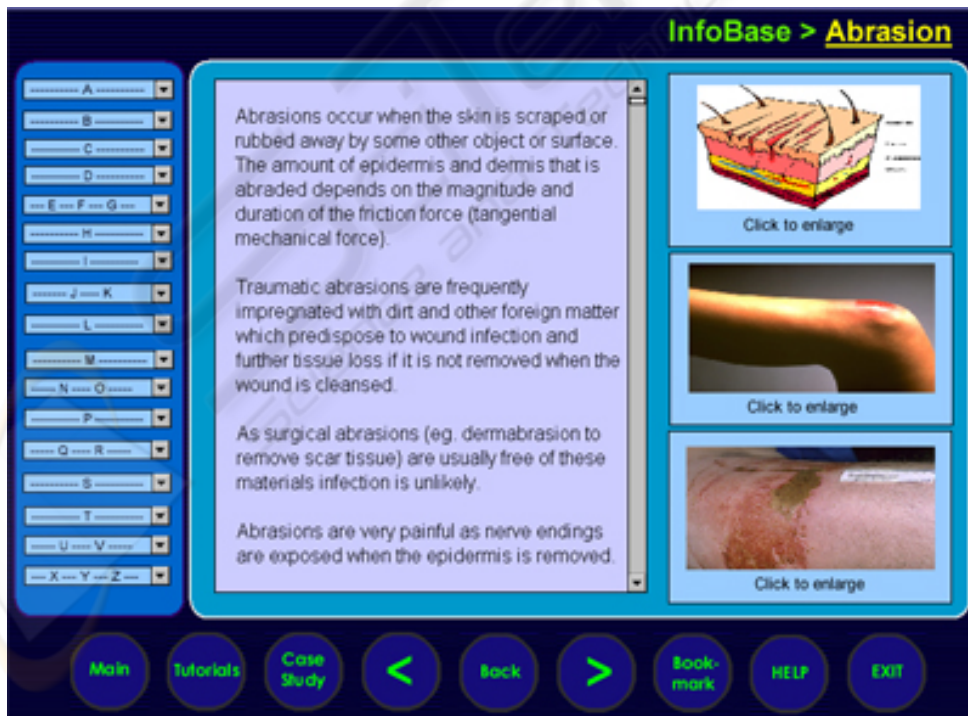 InfoBase > Abrasion
---------- A ----------
---------- B ----------
---------- C ----------
---------- D ----------
--- E --- F --- G ---
---------- H ----------
---------- I ----------
------- J ---- K
---------- L ----------
---------- M ----------
----- N ---- O -----
---------- P ----------
---- Q ---- R -----
---------- S ----------
---------- T ----------
---- U ---- V -----
--- X --- Y --- Z ---
Abrasions occur when the skin is scraped or
rubbed away by some other object or surface.
The amount of epidermis and dermis that is
abraded depends on the magnitude and
duration of the friction force (tangential
mechanical force).
Traumatic abrasions are frequently
impregnated with dirt and other foreign matter
which predispose to wound infection and
further tissue loss if it is not removed when the
wound is cleansed.
As surgical abrasions (eg. dermabrasion to
remove scar tissue) are usually free of these
materials infection is unlikely.
Abrasions are very painful as nerve endings
are exposed when the epidermis is removed.
Click to enlarge
Click to enlarge
Click to enlarge
Main
Tutorials
Case
Study
<
Back
>
Book-
mark
HELP
EXIT